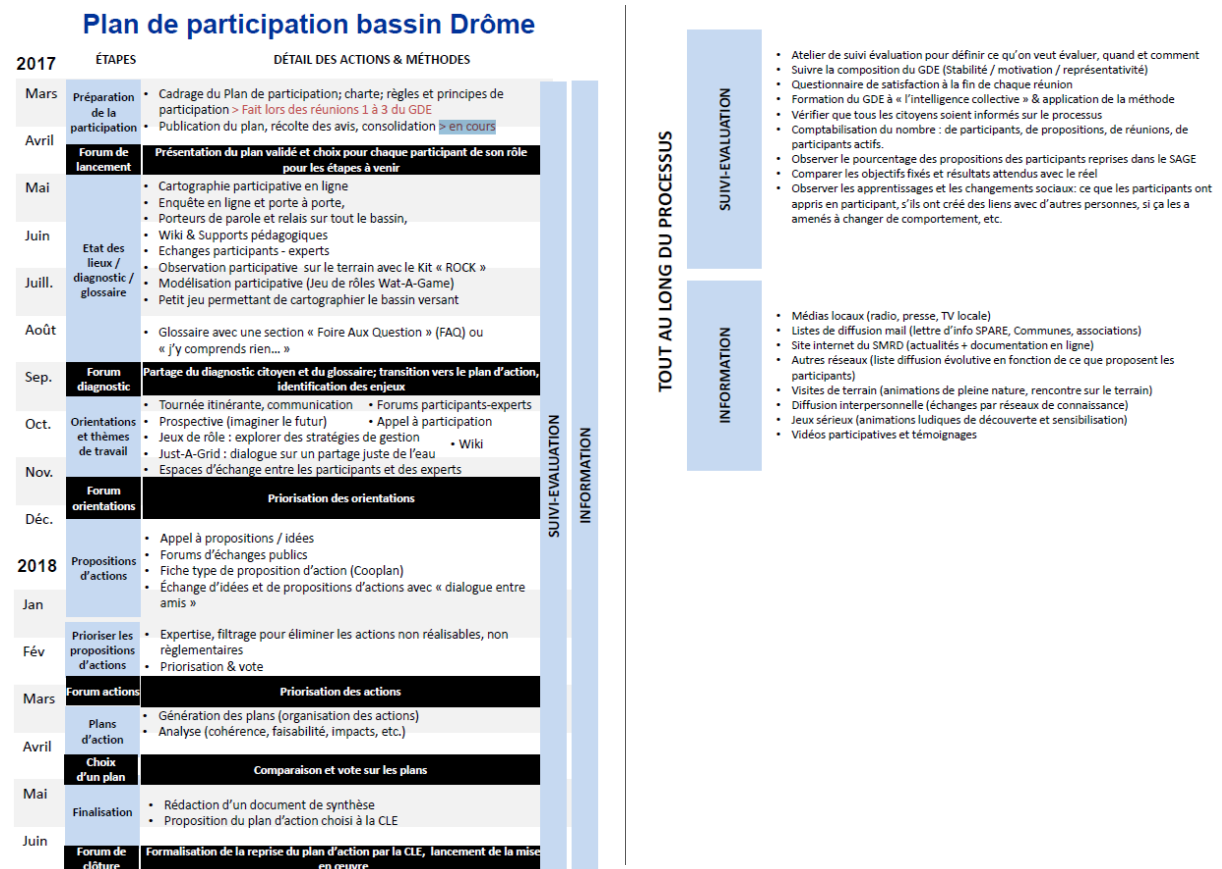 Plan de participation bassin Drôme
2017
ÉTAPES
DÉTAIL DES ACTIONS & MÉTHODES
Mars
Avril
Préparation
de la
participation
• Cadrage du Plan de participation; charte; règles et principes de
participation > Fait lors des réunions 1 à 3 du GDE
• Publication du plan, récolte des avis, consolidation > en cours
Forum de
lancement
Présentation du plan validé et choix pour chaque participant de son rôle
pour les étapes à venir
Mai
Juin
Juill.
Août
Etat des
lieux /
diagnostic /
glossaire
• Cartographie participative en ligne
• Enquête en ligne et porte à porte,
• Porteurs de parole et relais sur tout le bassin,
• Wiki & Supports pédagogiques
• Echanges participants - experts
• Observation participative sur le terrain avec le Kit « ROCK »
• Modélisation participative (Jeu de rôles Wat-A-Game)
• Petit jeu permettant de cartographier le bassin versant
• Glossaire avec une section « Foire Aux Question » (FAQ) ou
« j'y comprends rien… »
Sep.
Forum
diagnostic
Partage du diagnostic citoyen et du glossaire; transition vers le plan d'action,
identification des enjeux
Oct.
Nov.
Orientations
et thèmes
de travail
• Tournée itinérante, communication • Forums participants-experts
• Prospective (imaginer le futur) • Appel à participation
• Jeux de rôle : explorer des stratégies de gestion
• Wiki
• Just-A-Grid : dialogue sur un partage juste de l'eau
• Espaces d'échange entre les participants et des experts
Forum
orientations
Priorisation des orientations
Déc.
2018
Jan
Propositions
d'actions
• Appel à propositions / idées
• Forums d'échanges publics
• Fiche type de proposition d'action (Cooplan)
• Échange d'idées et de propositions d'actions avec « dialogue entre
amis »
Fév
Prioriser les
propositions
d'actions
• Expertise, filtrage pour éliminer les actions non réalisables, non
règlementaires
• Priorisation & vote
Mars
Forum actions
Priorisation des actions
Avril
Plans
d'action
• Génération des plans (organisation des actions)
• Analyse (cohérence, faisabilité, impacts, etc.)
Choix
d'un plan
Comparaison et vote sur les plans
Mai
Juin
Finalisation
• Rédaction d'un document de synthèse
• Proposition du plan d'action choisi à la CLE
Forum de
clôture
Formalisation de la reprise du plan d'action par la CLE, lancement de la mise
en œuvre
SUIVI-EVALUATION
INFORMATION
TOUT AU LONG DU PROCESSUS
SUIVI-EVALUATION
• Atelier de suivi évaluation pour définir ce qu'on veut évaluer, quand et comment
• Suivre la composition du GDE (Stabilité / motivation / représentativité)
• Questionnaire de satisfaction à la fin de chaque réunion
• Formation du GDE à « l'intelligence collective » & application de la méthode
• Vérifier que tous les citoyens soient informés sur le processus
• Comptabilisation du nombre : de participants, de propositions, de réunions, de
participants actifs.
• Observer le pourcentage des propositions des participants reprises dans le SAGE
• Comparer les objectifs fixés et résultats attendus avec le réel
• Observer les apprentissages et les changements sociaux: ce que les participants ont
appris en participant, s'ils ont créé des liens avec d'autres personnes, si ça les a
amenés à changer de comportement, etc.
INFORMATION
• Médias locaux (radio, presse, TV locale)
• Listes de diffusion mail (lettre d'info SPARE, Communes, associations)
• Site internet du SMRD (actualités + documentation en ligne)
• Autres réseaux (liste diffusion évolutive en fonction de ce que proposent les
participants)
• Visites de terrain (animations de pleine nature, rencontre sur le terrain)
• Diffusion interpersonnelle (échanges par réseaux de connaissance)
• Jeux sérieux (animations ludiques de découverte et sensibilisation)
• Vidéos participatives et témoignages